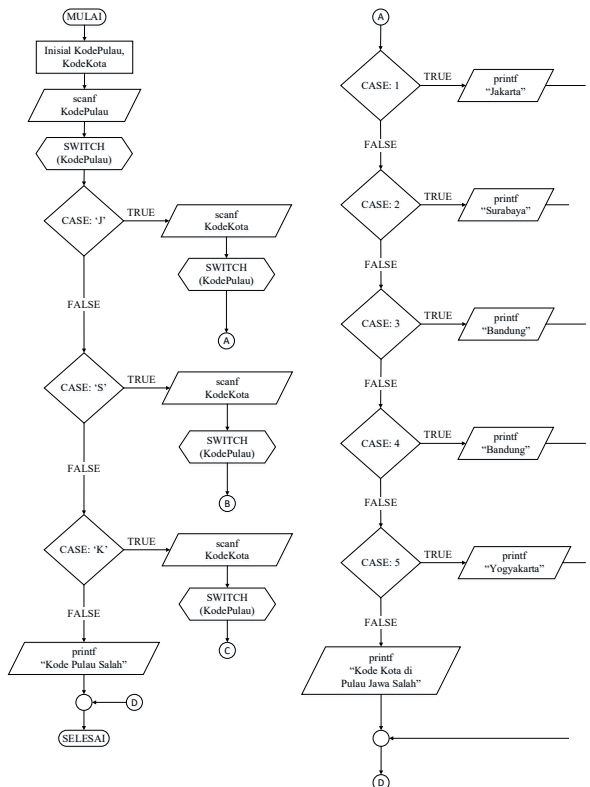 MULAI
Inisial KodePulau,
KodeKota
scanf
KodePulau
SWITCH
(KodePulau)
CASE: 'J'
TRUE
scanf
KodeKota
SWITCH
(KodePulau)
A
FALSE
CASE: 'S'
TRUE
scanf
KodeKota
SWITCH
(KodePulau)
B
FALSE
CASE: 'K'
TRUE
scanf
KodeKota
SWITCH
(KodePulau)
C
FALSE
printf
“Kode Pulau Salah”
D
SELESAI
A
CASE: 1
TRUE
printf
“Jakarta”
FALSE
CASE: 2
TRUE
printf
“Surabaya”
FALSE
CASE: 3
TRUE
printf
“Bandung”
FALSE
CASE: 4
TRUE
printf
“Bandung”
FALSE
CASE: 5
TRUE
printf
“Yogyakarta”
FALSE
printf
“Kode Kota di
Pulau Jawa Salah”
D